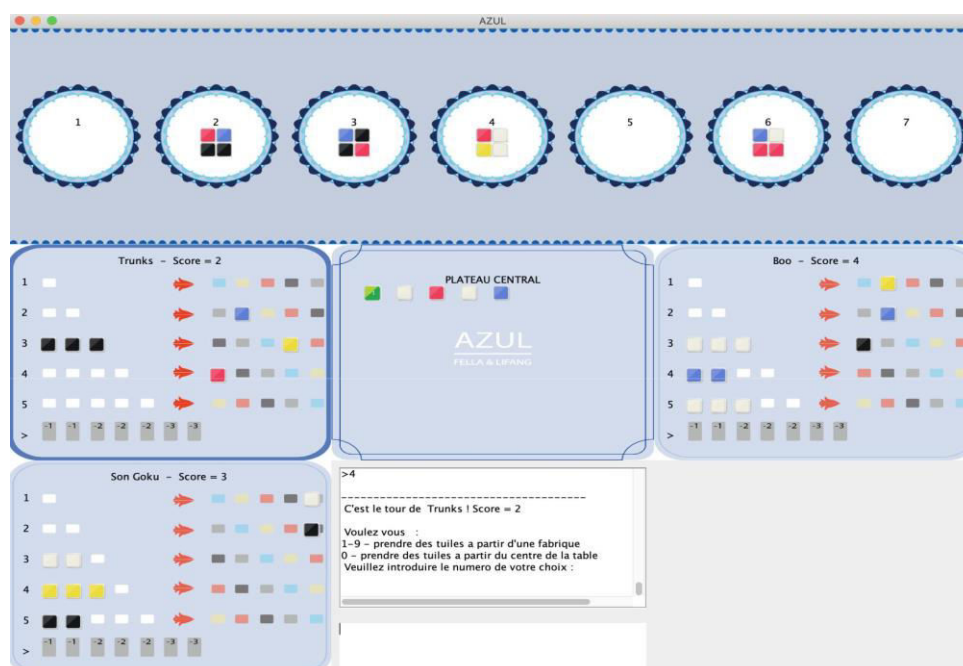 AZUL
1 2 3 4 5 6 7
Trunks - Score = 2
1
2
3
4
5
> -1 -1 -2 -2 -2 -3 -3
PLATEAU CENTRAL
-1
AZUL
FELLA & LIFANG
Boo - Score = 4
1
2
3
4
5
> -1 -1 -2 -2 -2 -3 -3
Son Goku - Score = 3
1
2
3
4
5
> -1 -1 -2 -2 -2 -3 -3
>4
--------------------------------------
C'est le tour de Trunks ! Score = 2
Voulez vous :
1-9 - prendre des tuiles a partir d'une fabrique
0 - prendre des tuiles a partir du centre de la table
Veuillez introduire le numero de votre choix :